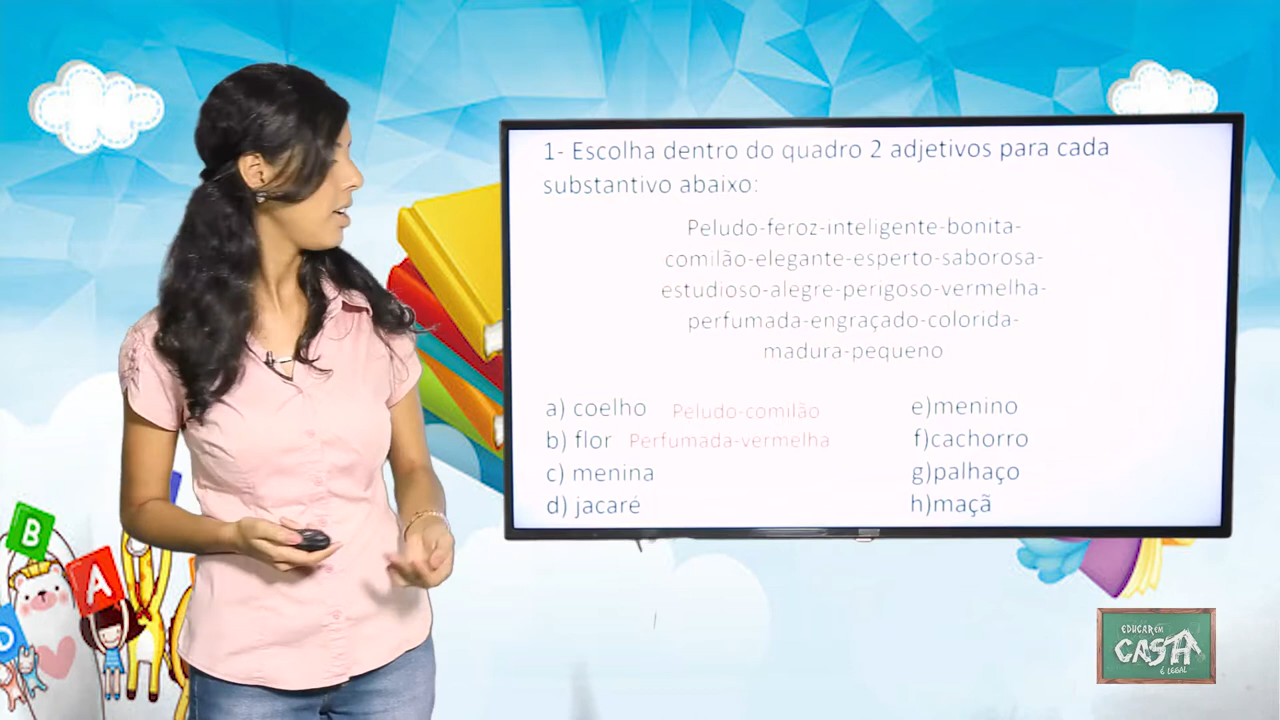 1- Escolha dentro do quadro 2 adjetivos para cada
substantivo abaixo:
Peludo-feroz-inteligente-bonita-
comilão-elegante-esperto-saborosa-
estudioso-alegre-perigoso-vermelha-
perfumada-engraçado-colorida-
madura-pequeno
a) coelho Peludo-comilão
b) flor Perfumada-vermelha
c) menina
d) jacaré
e)menino
f)cachorro
g)palhaço
h)maçã
B
A
EDUCAR EM
CASA
É LEGAL